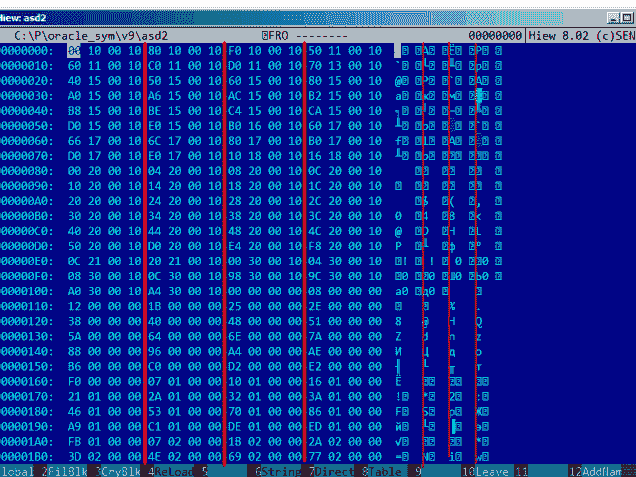 Hiew: asd2
C:\P\oracle_sym\v9\asd2 FRO -------- 00000000 Hiew 8.02 (c)SEN
00000000: 00 10 00 10 80 10 00 10 F0 10 00 10 50 11 00 10
00000010: 60 11 00 10 C0 11 00 10 D0 11 00 10 70 13 00 10
00000020: 40 15 00 10 50 15 00 10 60 15 00 10 80 15 00 10
00000030: A0 15 00 10 A6 15 00 10 AC 15 00 10 B2 15 00 10
00000040: B8 15 00 10 BE 15 00 10 C4 15 00 10 CA 15 00 10
00000050: D0 15 00 10 E0 15 00 10 B0 16 00 10 60 17 00 10
00000060: 66 17 00 10 6C 17 00 10 80 17 00 10 B0 17 00 10
00000070: D0 17 00 10 E0 17 00 10 10 18 00 10 16 18 00 10
00000080: 00 20 00 10 04 20 00 10 08 20 00 10 0C 20 00 10
00000090: 10 20 00 10 14 20 00 10 18 20 00 10 1C 20 00 10
000000A0: 20 20 00 10 24 20 00 10 28 20 00 10 2C 20 00 10
000000B0: 30 20 00 10 34 20 00 10 38 20 00 10 3C 20 00 10 0 4 8 <
000000C0: 40 20 00 10 44 20 00 10 48 20 00 10 4C 20 00 10 @ D H L
000000D0: 50 20 00 10 D0 20 00 10 E4 20 00 10 F8 20 00 10
000000E0: 0C 21 00 10 20 21 00 10 00 30 00 10 04 30 00 10
000000F0: 08 30 00 10 0C 30 00 10 98 30 00 10 9C 30 00 10
00000100: A0 30 00 10 A4 30 00 10 00 00 00 00 08 00 00 00
00000110: 12 00 00 00 1B 00 00 00 25 00 00 00 2E 00 00 00
00000120: 38 00 00 00 40 00 00 00 48 00 00 00 51 00 00 00 8 @ H Q
00000130: 5A 00 00 00 64 00 00 00 6E 00 00 00 7A 00 00 00 Z d n z
00000140: 88 00 00 00 96 00 00 00 A4 00 00 00 AE 00 00 00 И Ц д о
00000150: B6 00 00 00 C0 00 00 00 D2 00 00 00 E2 00 00 00
00000160: F0 00 00 00 07 01 00 00 10 01 00 00 16 01 00 00
00000170: 21 01 00 00 2A 01 00 00 32 01 00 00 3A 01 00 00
00000180: 46 01 00 00 53 01 00 00 70 01 00 00 86 01 00 00
00000190: A9 01 00 00 C1 01 00 00 DE 01 00 00 ED 01 00 00
000001A0: FB 01 00 00 07 02 00 00 1B 02 00 00 2A 02 00 00
000001B0: 3D 02 00 00 4E 02 00 00 69 02 00 00 77 02 00 00
1Global 2FilBlk 3CryBlk 4ReLoad 5 6String 7Direct 8Table 9 10Leave 11 12AddNam